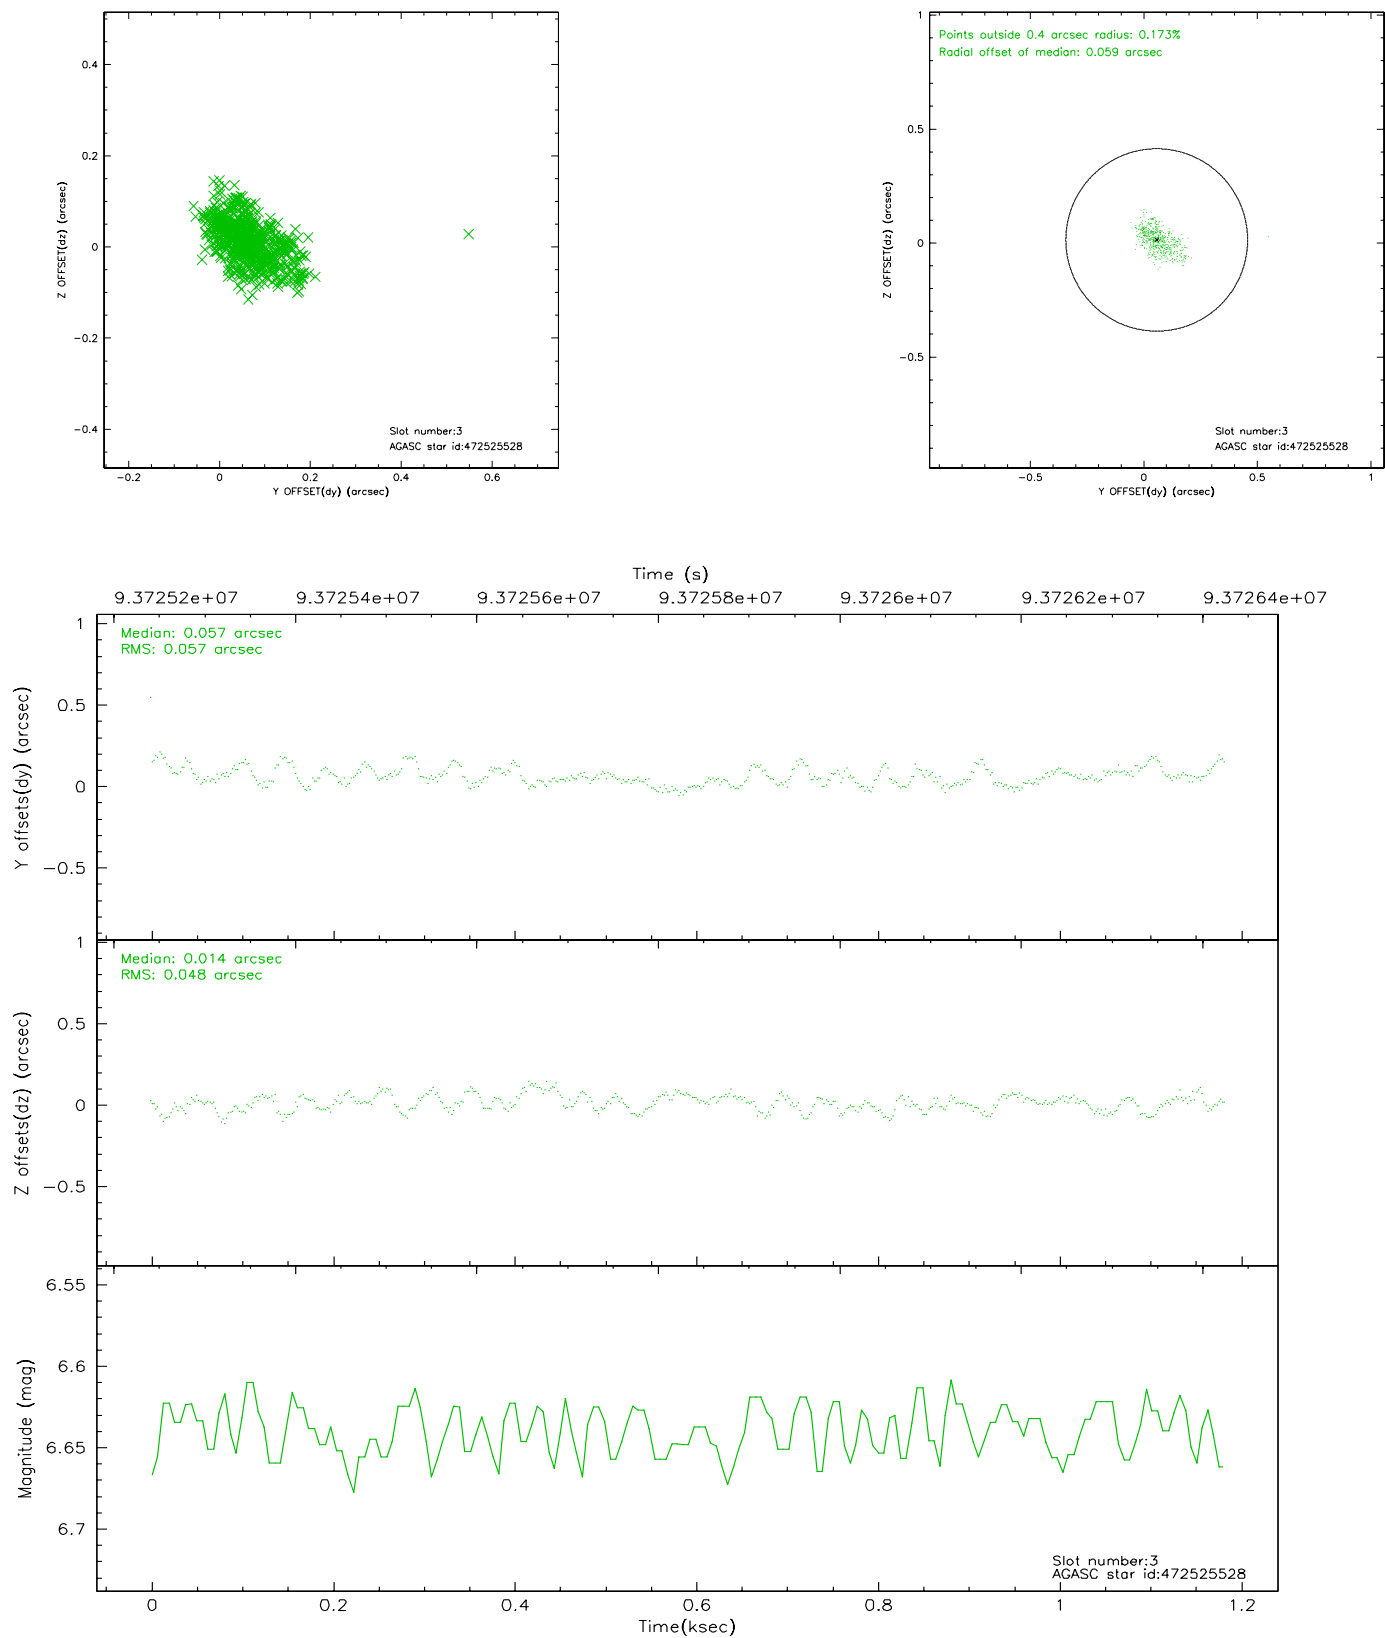 0.4
0.2
0
−0.2
−0.4
Z OFFSET(dz) (arcsec)
Slot number:3
AGASC star id:472525528
−0.2 0 0.2 0.4 0.6
Y OFFSET(dy) (arcsec)
Points outside 0.4 arcsec radius: 0.173%
Radial offset of median: 0.059 arcsec
1
0.5
0
−0.5
Z OFFSET(dz) (arcsec)
Slot number:3
AGASC star id:472525528
−0.5 0 0.5 1
Y OFFSET(dy) (arcsec)
Time (s)
9.37252e+07 9.37254e+07 9.37256e+07 9.37258e+07 9.3726e+07 9.37262e+07 9.37264e+07
Median: 0.057 arcsec
RMS: 0.057 arcsec
1
0.5
0
−0.5
Y offsets(dy) (arcsec)
Median: 0.014 arcsec
RMS: 0.048 arcsec
1
0.5
0
−0.5
Z offsets(dz) (arcsec)
6.55
6.6
6.65
6.7
Magnitude (mag)
Slot number:3
AGASC star id:472525528
0 0.2 0.4 0.6 0.8 1 1.2
Time(ksec)